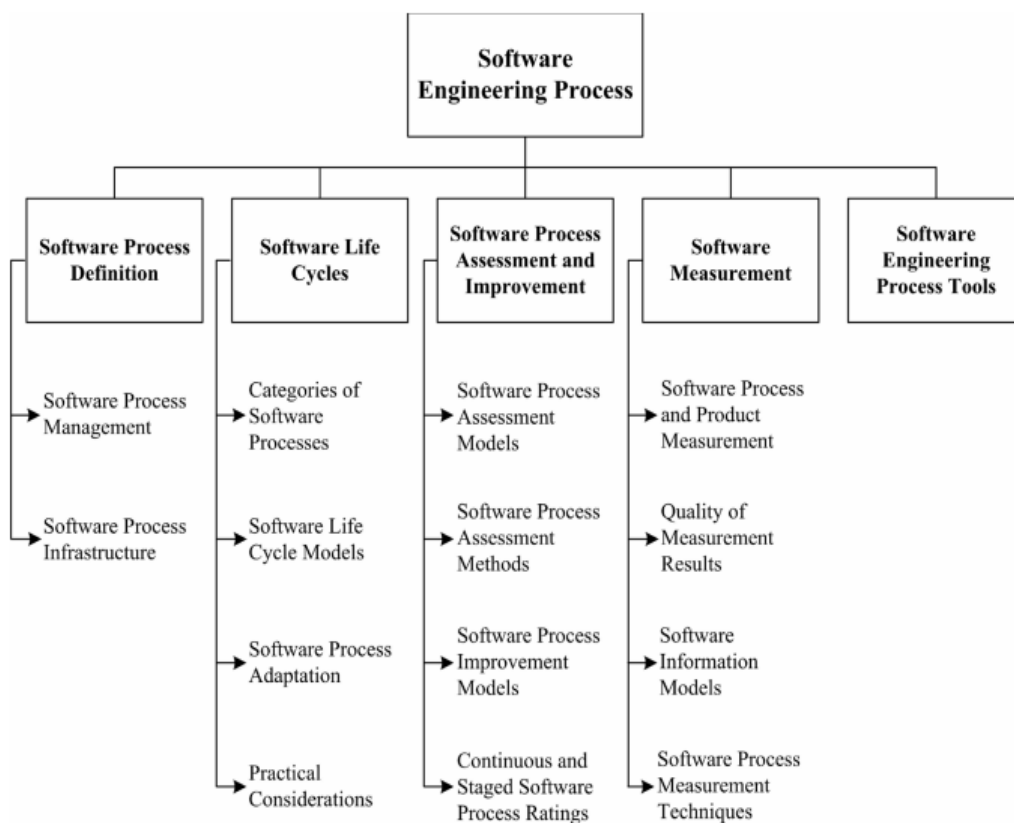 Software
Engineering Process
Software Process
Definition
Software Life
Cycles
Software Process
Assessment and
Improvement
Software
Measurement
Software
Engineering
Process Tools
Software Process
Management
Software Process
Infrastructure
Categories of
Software
Processes
Software Life
Cycle Models
Software Process
Adaptation
Practical
Considerations
Software Process
Assessment
Models
Software Process
Assessment
Methods
Software Process
Improvement
Models
Continuous and
Staged Software
Process Ratings
Software Process
and Product
Measurement
Quality of
Measurement
Results
Software
Information
Models
Software Process
Measurement
Techniques